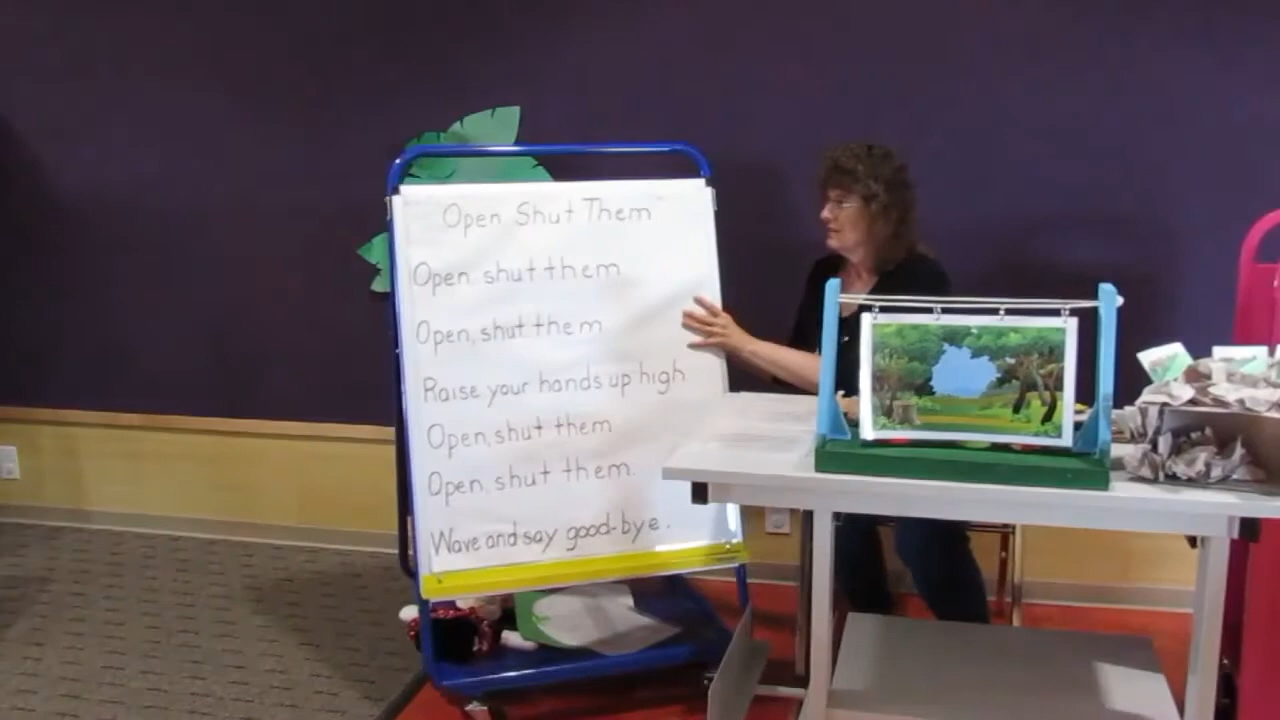 Open Shut Them
Open, shut them
Open, shut them
Raise your hands up high
Open, shut them
Open, shut them.
Wave and say good-bye.